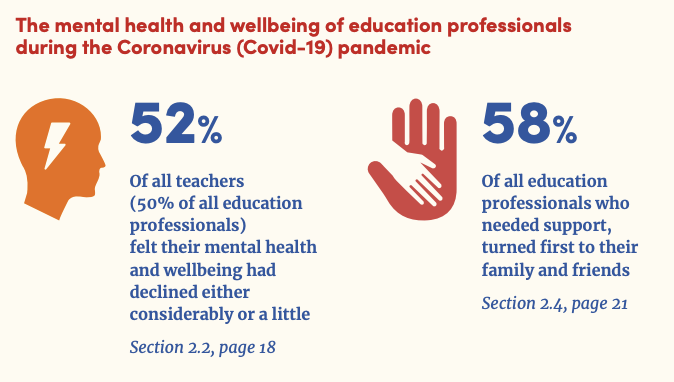 The mental health and wellbeing of education professionals
during the Coronavirus (Covid-19) pandemic
52%
Of all teachers
(50% of all education
professionals)
felt their mental health
and wellbeing had
declined either
considerably or a little
Section 2.2, page 18
58%
Of all education
professionals who
needed support,
turned first to their
family and friends
Section 2.4, page 21